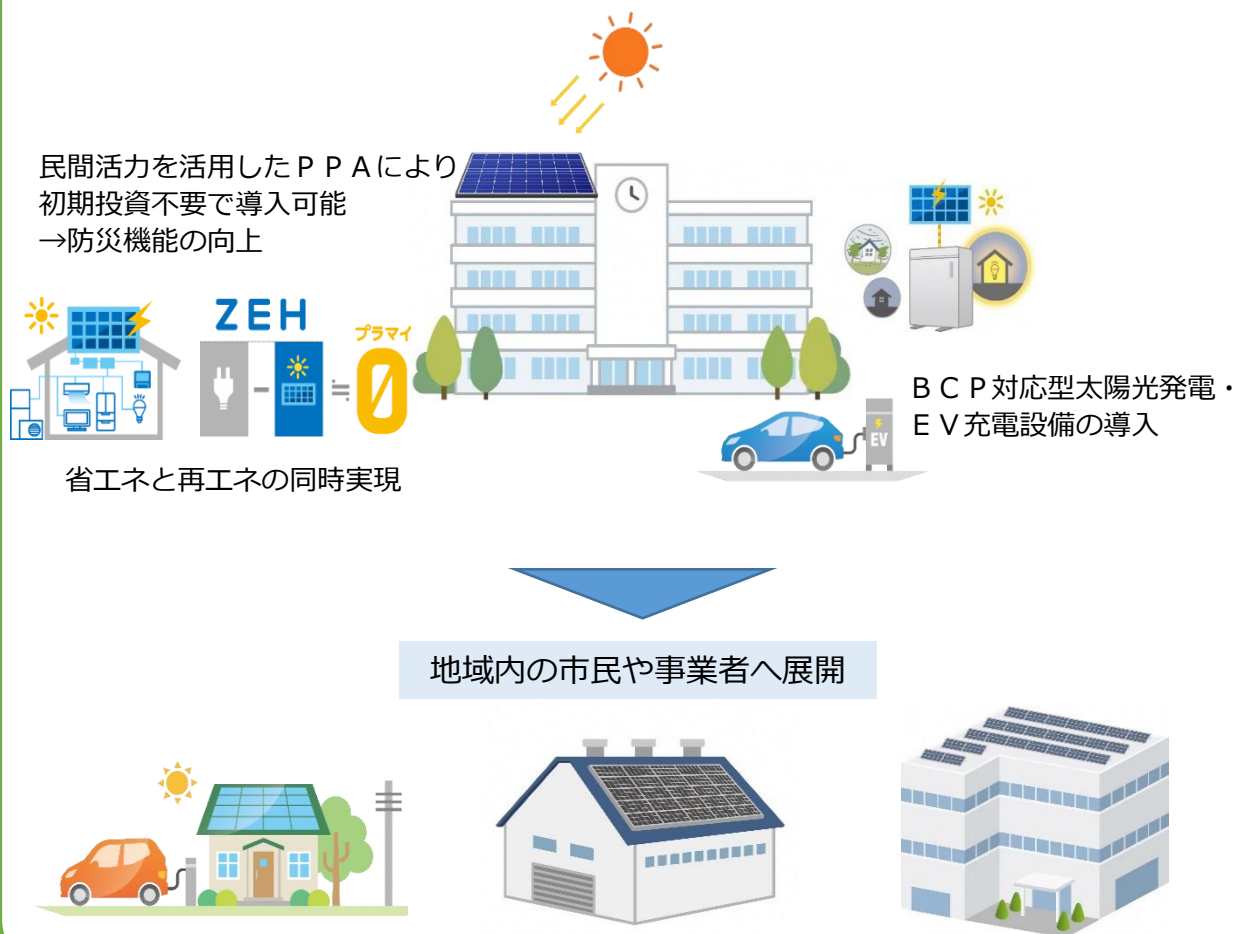 民間活力を活用したＰＰＡにより
初期投資不要で導入可能
→防災機能の向上
ZEH
プラマイ
≒0
EV
ＢＣＰ対応型太陽光発電・
ＥＶ充電設備の導入
省エネと再エネの同時実現
地域内の市民や事業者へ展開